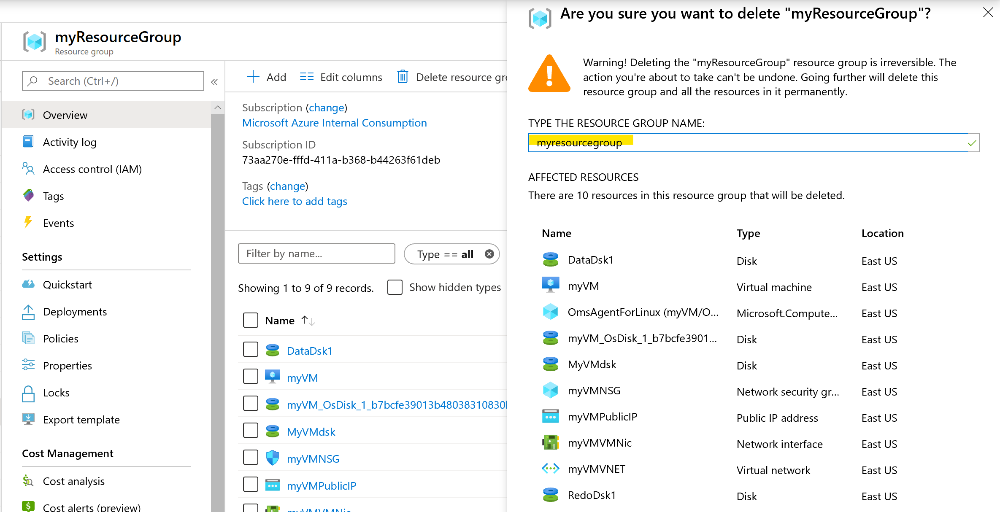 myResourceGroup
Resource group
Search (Ctrl+/)
«
Overview
Activity log
Access control (IAM)
Tags
Events
Settings
Quickstart
Deployments
Policies
Properties
Locks
Export template
Cost Management
Cost analysis
Cost alerts (preview)
Add
Edit columns
Delete resource gr
Subscription (change)
Microsoft Azure Internal Consumption
Subscription ID
73aa270e-fffd-411a-b368-b44263f61deb
Tags (change)
Click here to add tags
Filter by name...
Type == all
Showing 1 to 9 of 9 records.
Show hidden types
Name ↑↓
DataDsk1
myVM
myVM_OsDisk_1_b7bcfe39013b48038310830
MyVMdsk
myVMNSG
myVMPublicIP
myVMVMNic
Are you sure you want to delete "myResourceGroup"?
Warning! Deleting the "myResourceGroup" resource group is irreversible. The
action you're about to take can't be undone. Going further will delete this
resource group and all the resources in it permanently.
TYPE THE RESOURCE GROUP NAME:
myresourcegroup
AFFECTED RESOURCES
There are 10 resources in this resource group that will be deleted.
Name Type Location
DataDsk1 Disk East US
myVM Virtual machine East US
OmsAgentForLinux (myVM/O... Microsoft.Compute... East US
myVM_OsDisk_1_b7bcfe3901... Disk East US
MyVMdsk Disk East US
myVMNSG Network security gr... East US
myVMPublicIP Public IP address East US
myVMVMNic Network interface East US
myVMVNET Virtual network East US
RedoDsk1 Disk East US